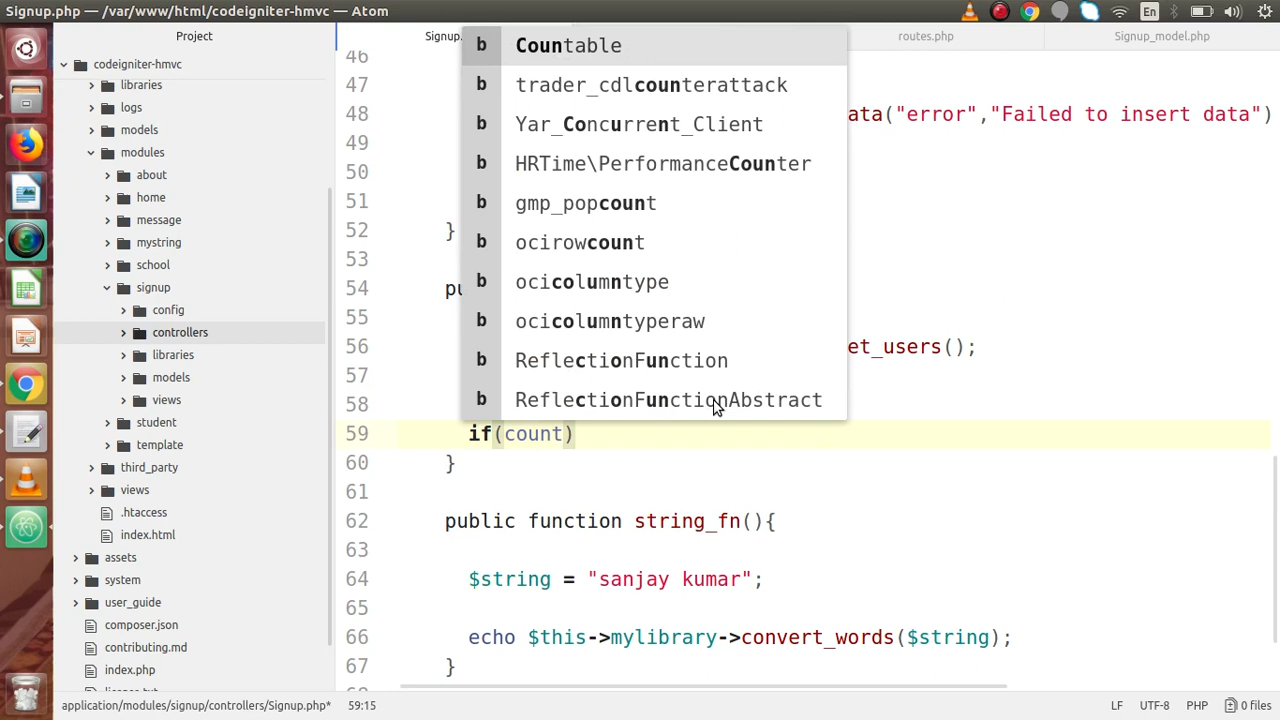 Signup.php — /var/www/html/codeigniter-hmvc — Atom
En
Project
codeigniter-hmvc
libraries
logs
models
modules
about
home
message
mystring
school
signup
config
controllers
libraries
models
views
student
template
third_party
views
.htaccess
index.html
assets
system
user_guide
composer.json
contributing.md
index.php
Signup.
routes.php
Signup_model.php
46
47
48 ata("error","Failed to insert data")
49
50
51
52 }
53
54 pu
55
56 et_users();
57
58
59 if(count)
60 }
61
62 public function string_fn(){
63
64 $string = "sanjay kumar";
65
66 echo $this->mylibrary->convert_words($string);
67 }
b Countable
b trader_cdlcounterattack
b Yar_Concurrent_Client
b HRTime\PerformanceCounter
b gmp_popcount
b ocirowcount
b ocicolumntype
b ocicolumntyperaw
b ReflectionFunction
b ReflectionFunctionAbstract
application/modules/signup/controllers/Signup.php* 59:15
LF UTF-8 PHP 0 files